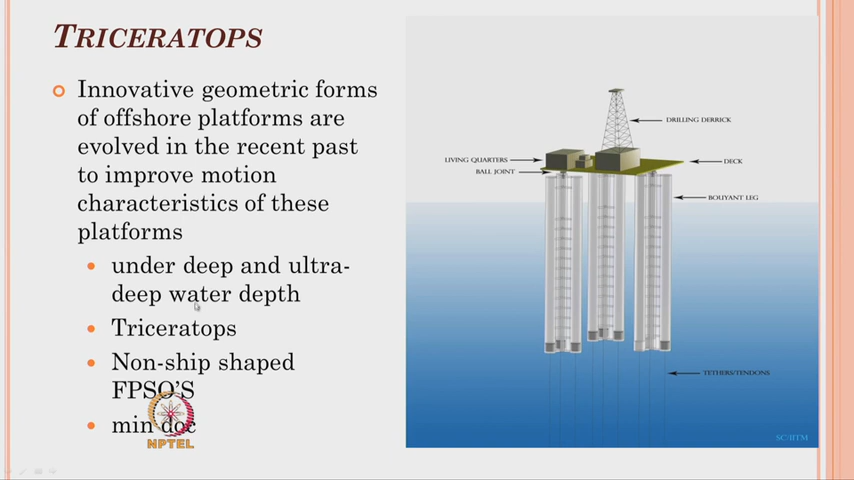 TRICERATOPS
Innovative geometric forms
of offshore platforms are
evolved in the recent past
to improve motion
characteristics of these
platforms
under deep and ultra-
deep water depth
Triceratops
Non-ship shaped
FPSO'S
min doc
NPTEL
DRILLING DERRICK
LIVING QUARTERS
DECK
BALL JOINT
BOUYANT LEG
TETHERS/TENDONS
SC/IITM